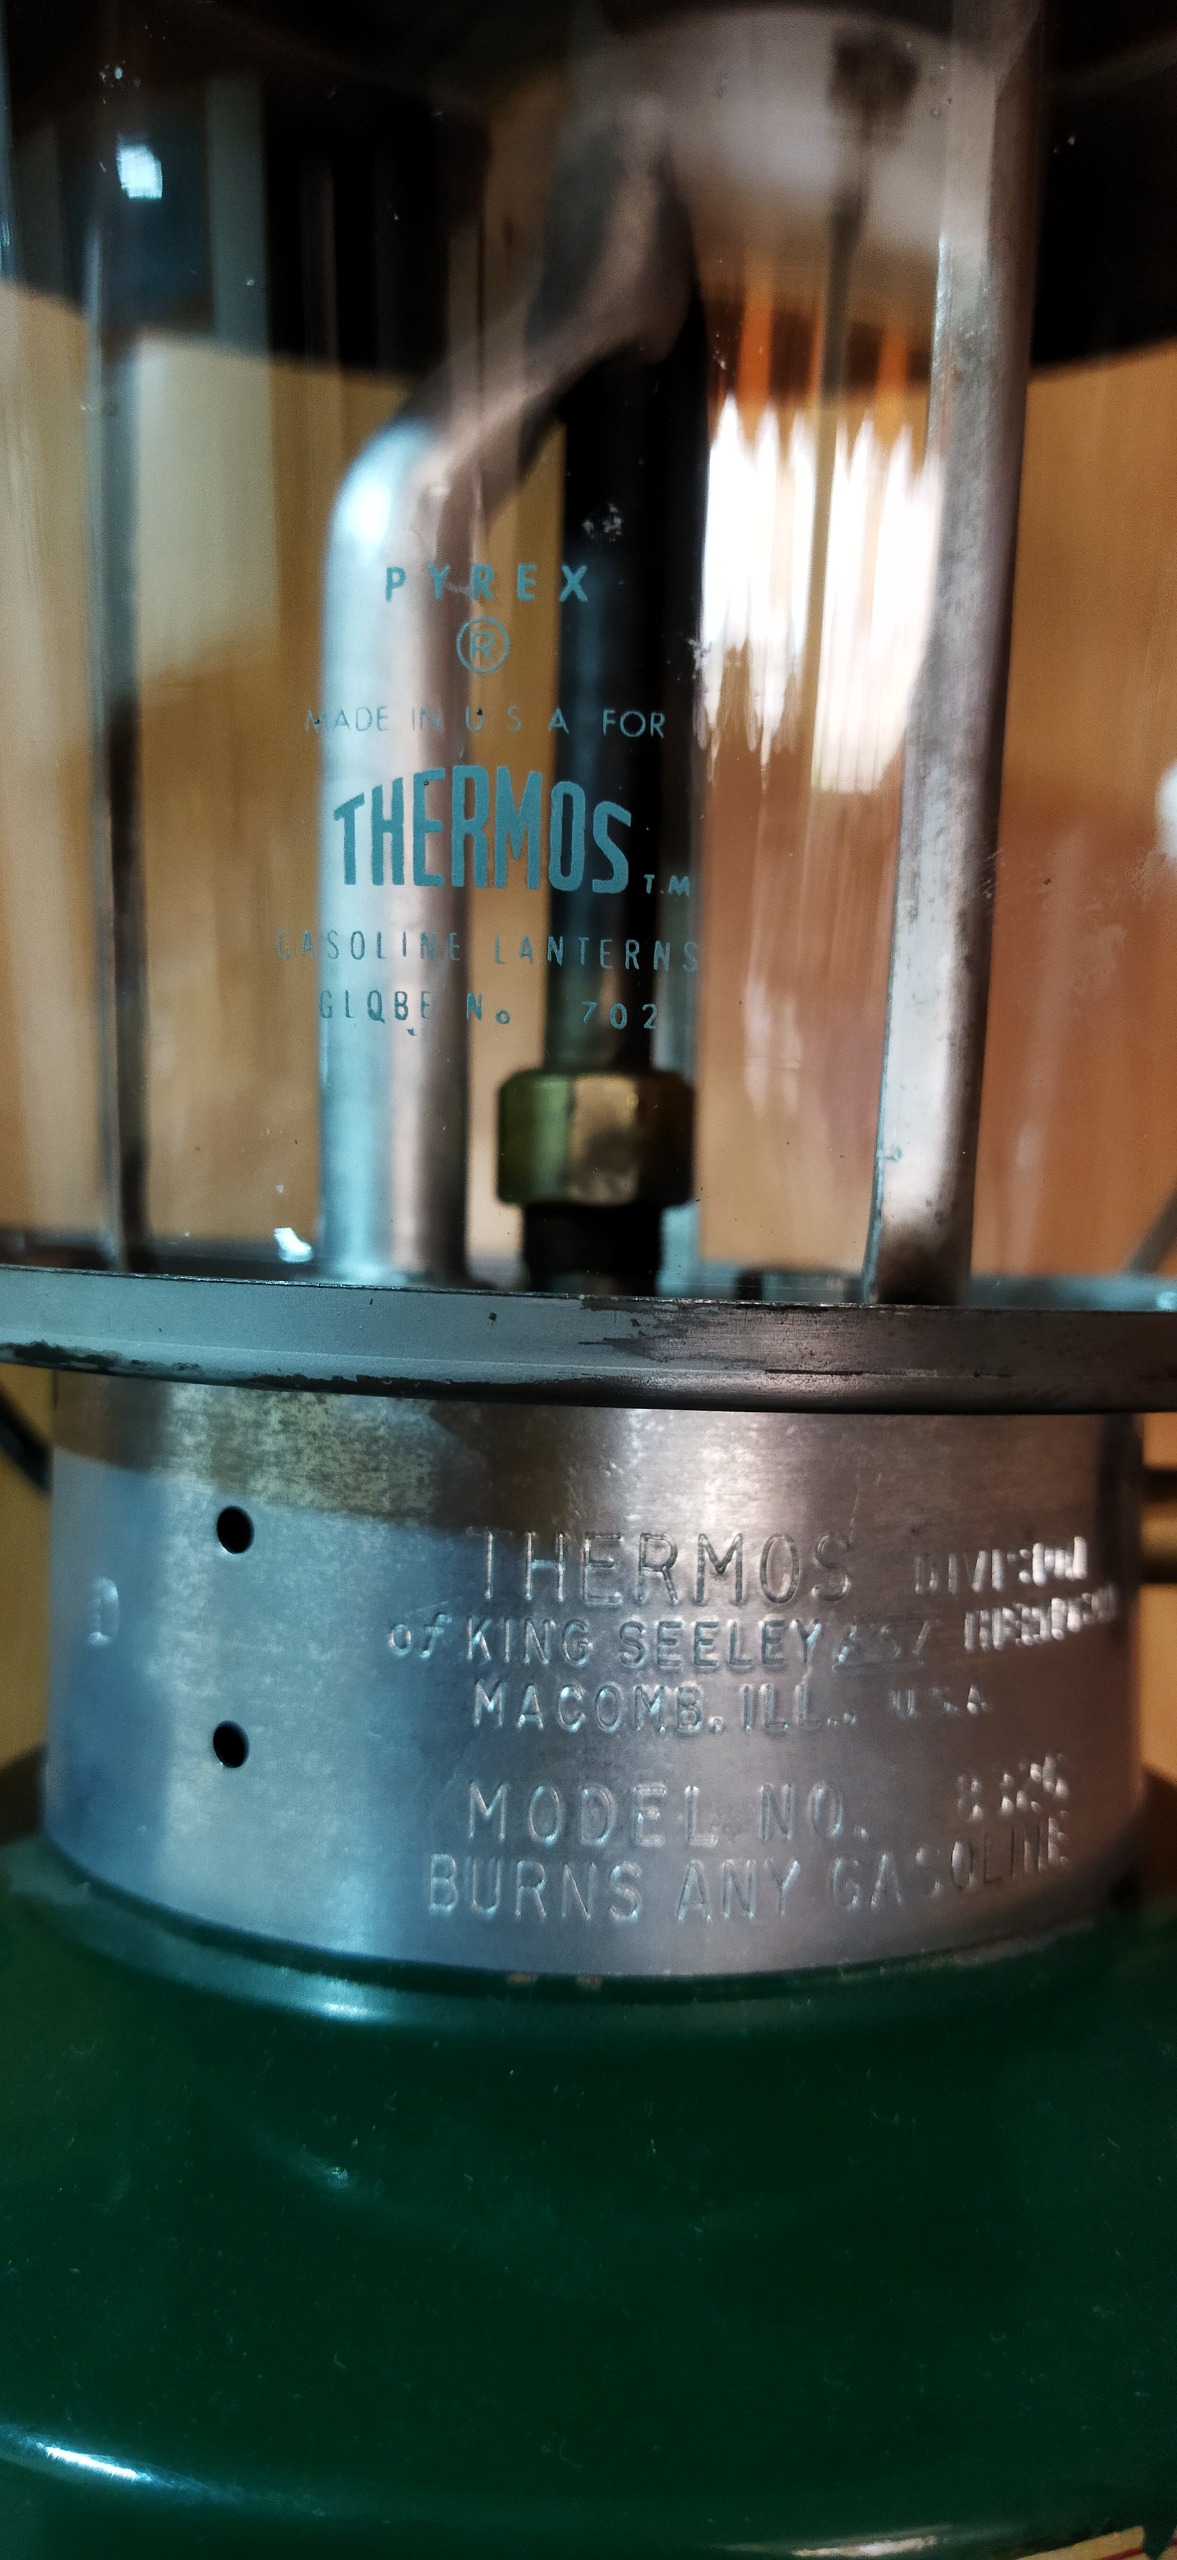 PYREX
®
MADE IN U S A FOR
THERMOS T.M
GASOLINE LANTERNS
GLOBE No 702
THERMOS DIVISION
of KING SEELEY
MACOMB. ILL., U S A
D
MODEL NO.
BURNS ANY GASOLINE